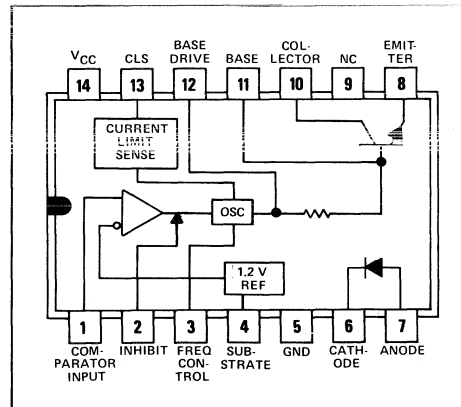 VCC
CLS
BASE
DRIVE
BASE
COL-
LECTOR
NC
EMIT-
TER
14
13
12
11
10
9
8
CURRENT
LIMIT
SENSE
OSC
1.2 V
REF
1
2
3
4
5
6
7
COM-
PARATOR
INPUT
INHIBIT
FREQ
CON-
TROL
SUB-
STRATE
GND
CATH-
ODE
ANODE